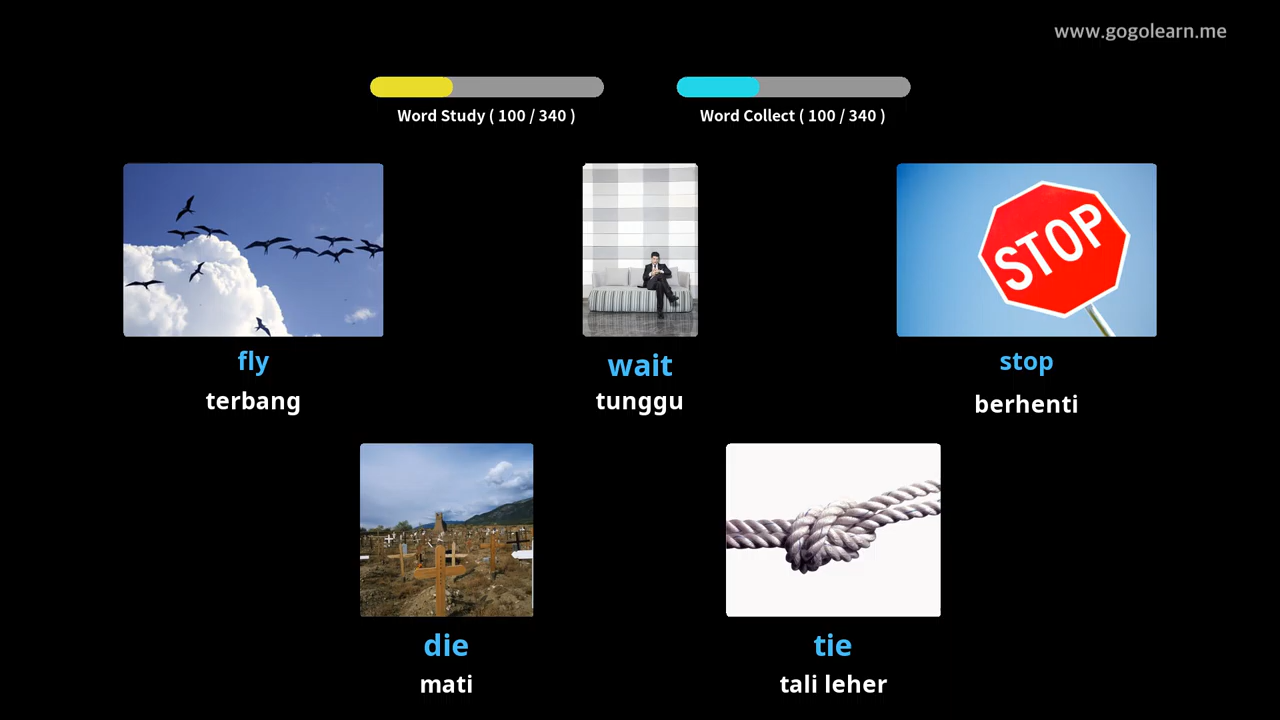 www.gogolearn.me
Word Study ( 100 / 340 )
Word Collect ( 100 / 340 )
STOP
fly
terbang
wait
tunggu
stop
berhenti
die
mati
tie
tali leher